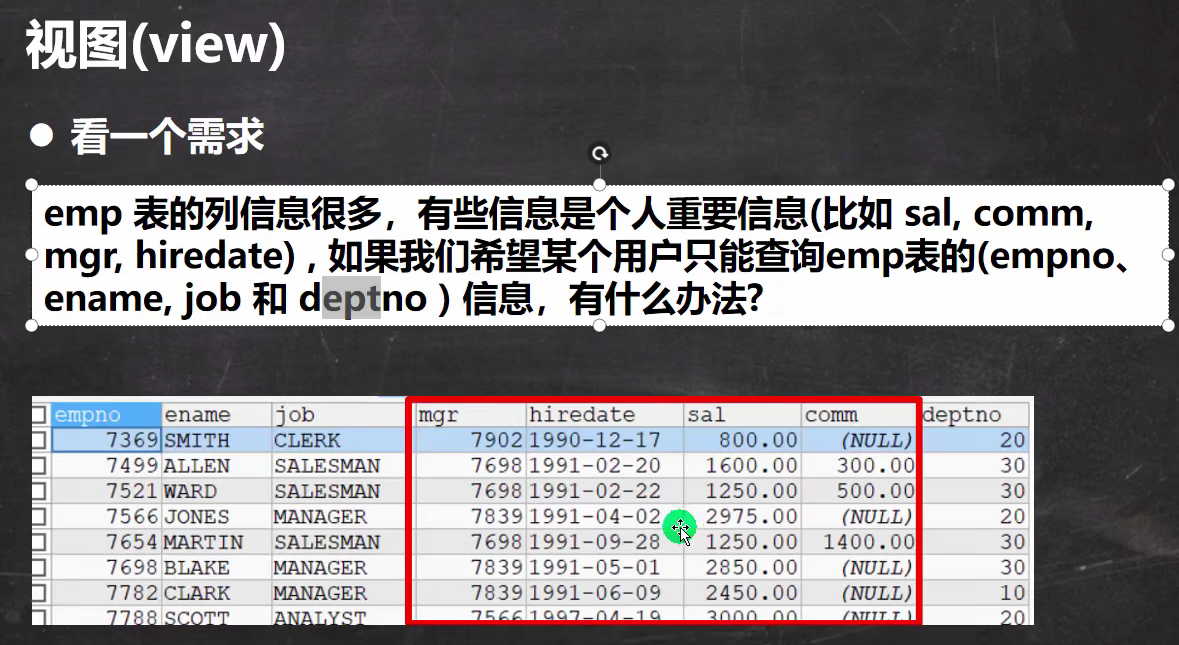 视图(view)
● 看一个需求
emp 表的列信息很多，有些信息是个人重要信息(比如 sal, comm,
mgr, hiredate) , 如果我们希望某个用户只能查询emp表的(empno、
ename, job 和 deptno ) 信息，有什么办法?
empno ename job mgr hiredate sal comm deptno
7369 SMITH CLERK 7902 1990-12-17 800.00 (NULL) 20
7499 ALLEN SALESMAN 7698 1991-02-20 1600.00 300.00 30
7521 WARD SALESMAN 7698 1991-02-22 1250.00 500.00 30
7566 JONES MANAGER 7839 1991-04-02 2975.00 (NULL) 20
7654 MARTIN SALESMAN 7698 1991-09-28 1250.00 1400.00 30
7698 BLAKE MANAGER 7839 1991-05-01 2850.00 (NULL) 30
7782 CLARK MANAGER 7839 1991-06-09 2450.00 (NULL) 10
7788 SCOTT ANALYST 7566 1997-04-19 3000.00 (NULL) 20